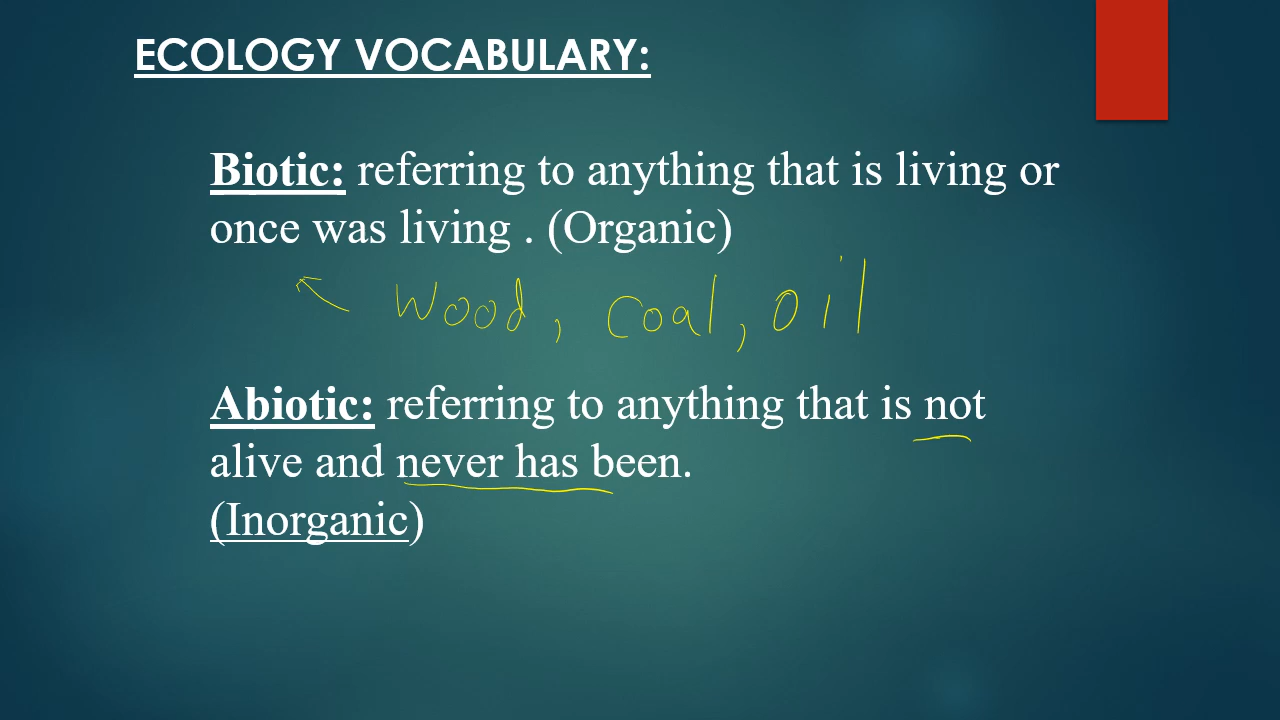 ECOLOGY VOCABULARY:
Biotic: referring to anything that is living or
once was living . (Organic)
Wood, Coal, Oil
Abiotic: referring to anything that is not
alive and never has been.
(Inorganic)